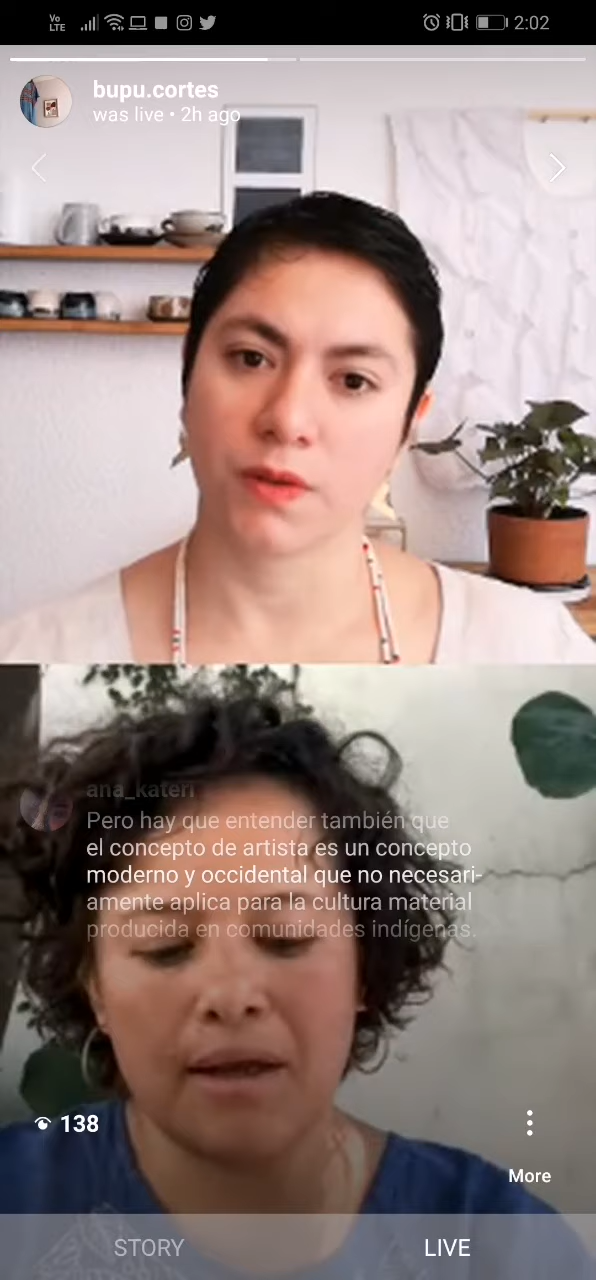 Vo
LTE
2:02
bupu.cortes
was live • 2h ago
ana_kateri
Pero hay que entender también que
el concepto de artista es un concepto
moderno y occidental que no necesari-
amente aplica para la cultura material
producida en comunidades indígenas.
138
More
STORY
LIVE